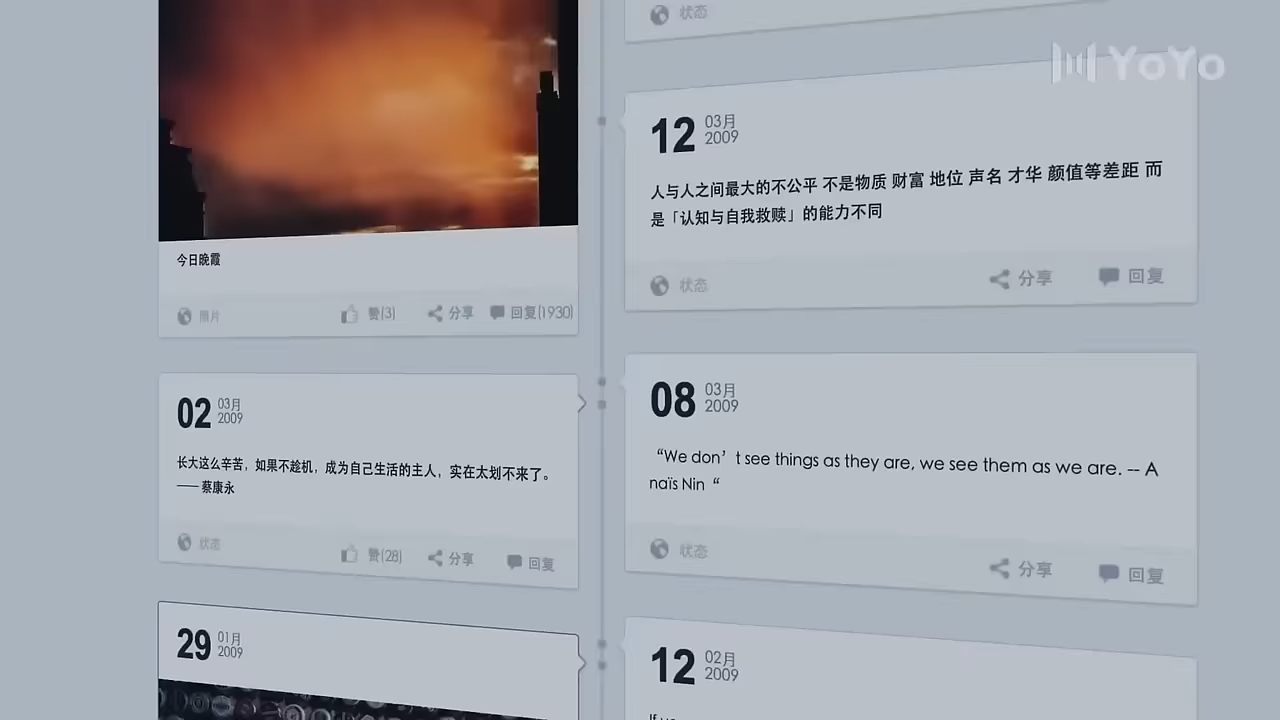 状态
YoYo
今日晚霞
照片
赞(3)
分享
回复(1930)
12
03月
2009
人与人之间最大的不公平 不是物质 财富 地位 声名 才华 颜值等差距 而
是「认知与自我救赎」的能力不同
状态
分享
回复
02
03月
2009
长大这么辛苦，如果不趁机，成为自己生活的主人，实在太划不来了。
—— 蔡康永
状态
赞(28)
分享
回复
08
03月
2009
“We don’t see things as they are, we see them as we are. -- A
naïs Nin “
状态
分享
回复
29
01月
2009
12
02月
2009